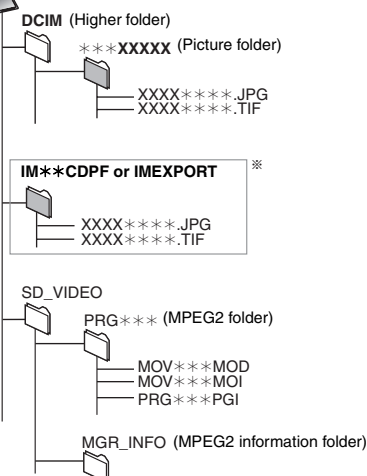 DCIM (Higher folder)
✳✳✳XXXXX (Picture folder)
XXXX✳✳✳✳.JPG
XXXX✳✳✳✳.TIF
IM✳✳CDPF or IMEXPORT ※
XXXX✳✳✳✳.JPG
XXXX✳✳✳✳.TIF
SD_VIDEO
PRG✳✳✳ (MPEG2 folder)
MOV✳✳✳MOD
MOV✳✳✳MOI
PRG✳✳✳PGI
MGR_INFO (MPEG2 information folder)